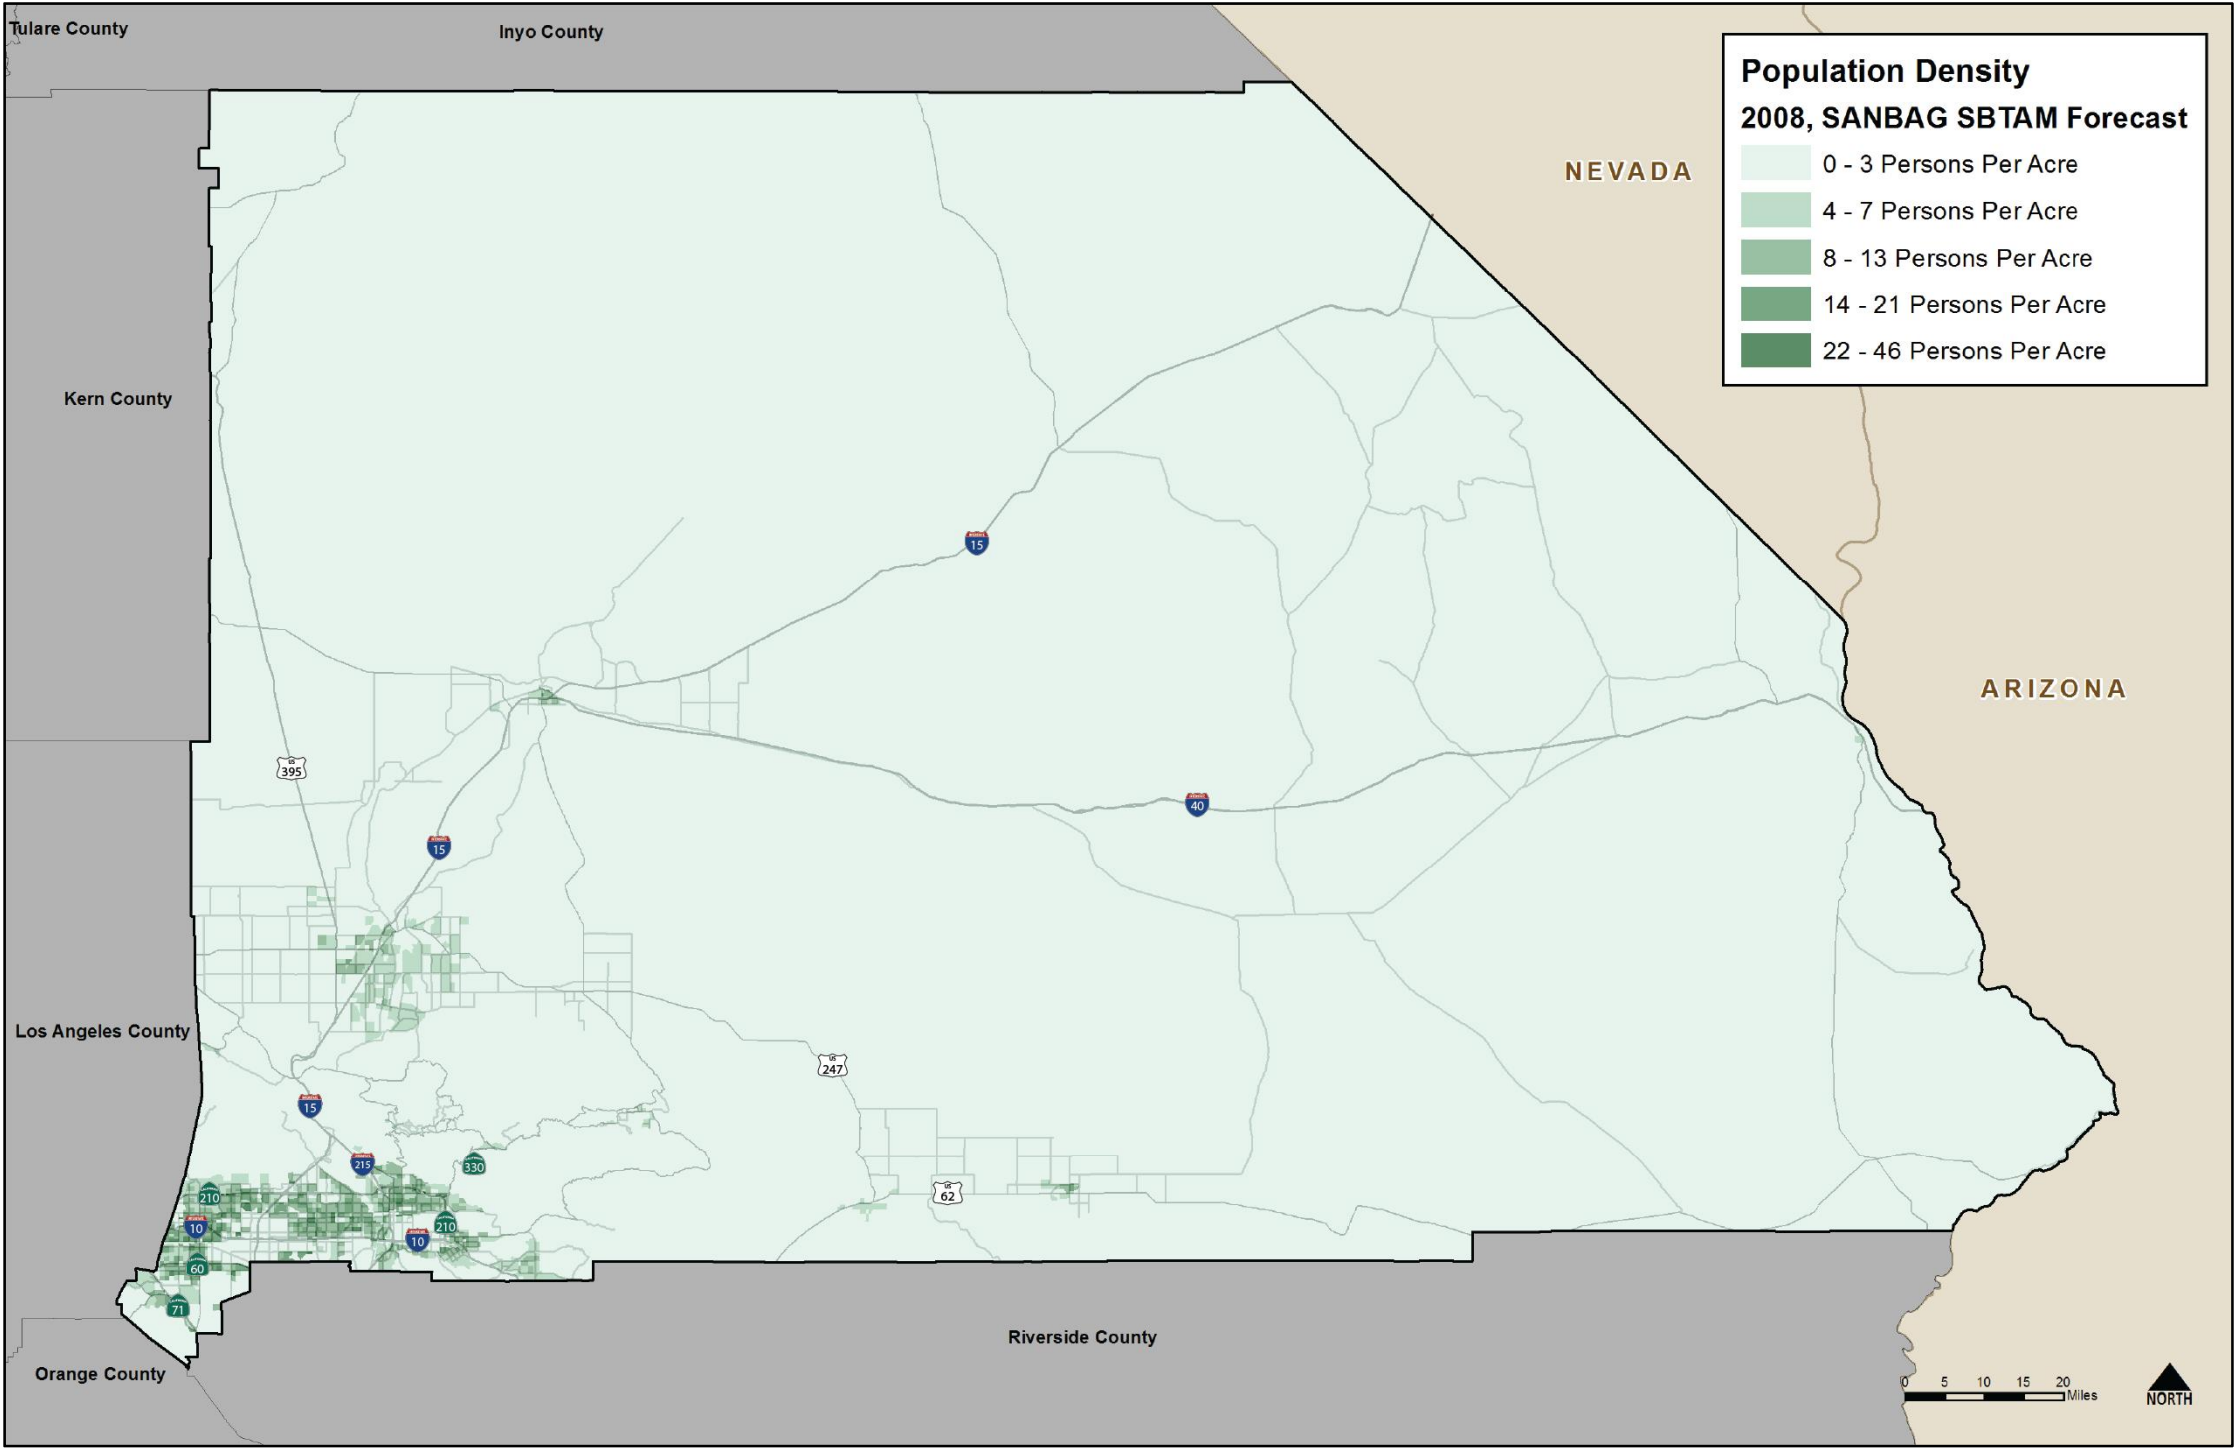 Tulare County
Inyo County
Population Density
2008, SANBAG SBTAM Forecast
0 - 3 Persons Per Acre
4 - 7 Persons Per Acre
8 - 13 Persons Per Acre
14 - 21 Persons Per Acre
22 - 46 Persons Per Acre
NEVADA
Kern County
15
ARIZONA
US
395
40
15
Los Angeles County
US
247
15
215
330
210
US
62
10
210
10
60
71
Riverside County
Orange County
0 5 10 15 20
Miles
NORTH